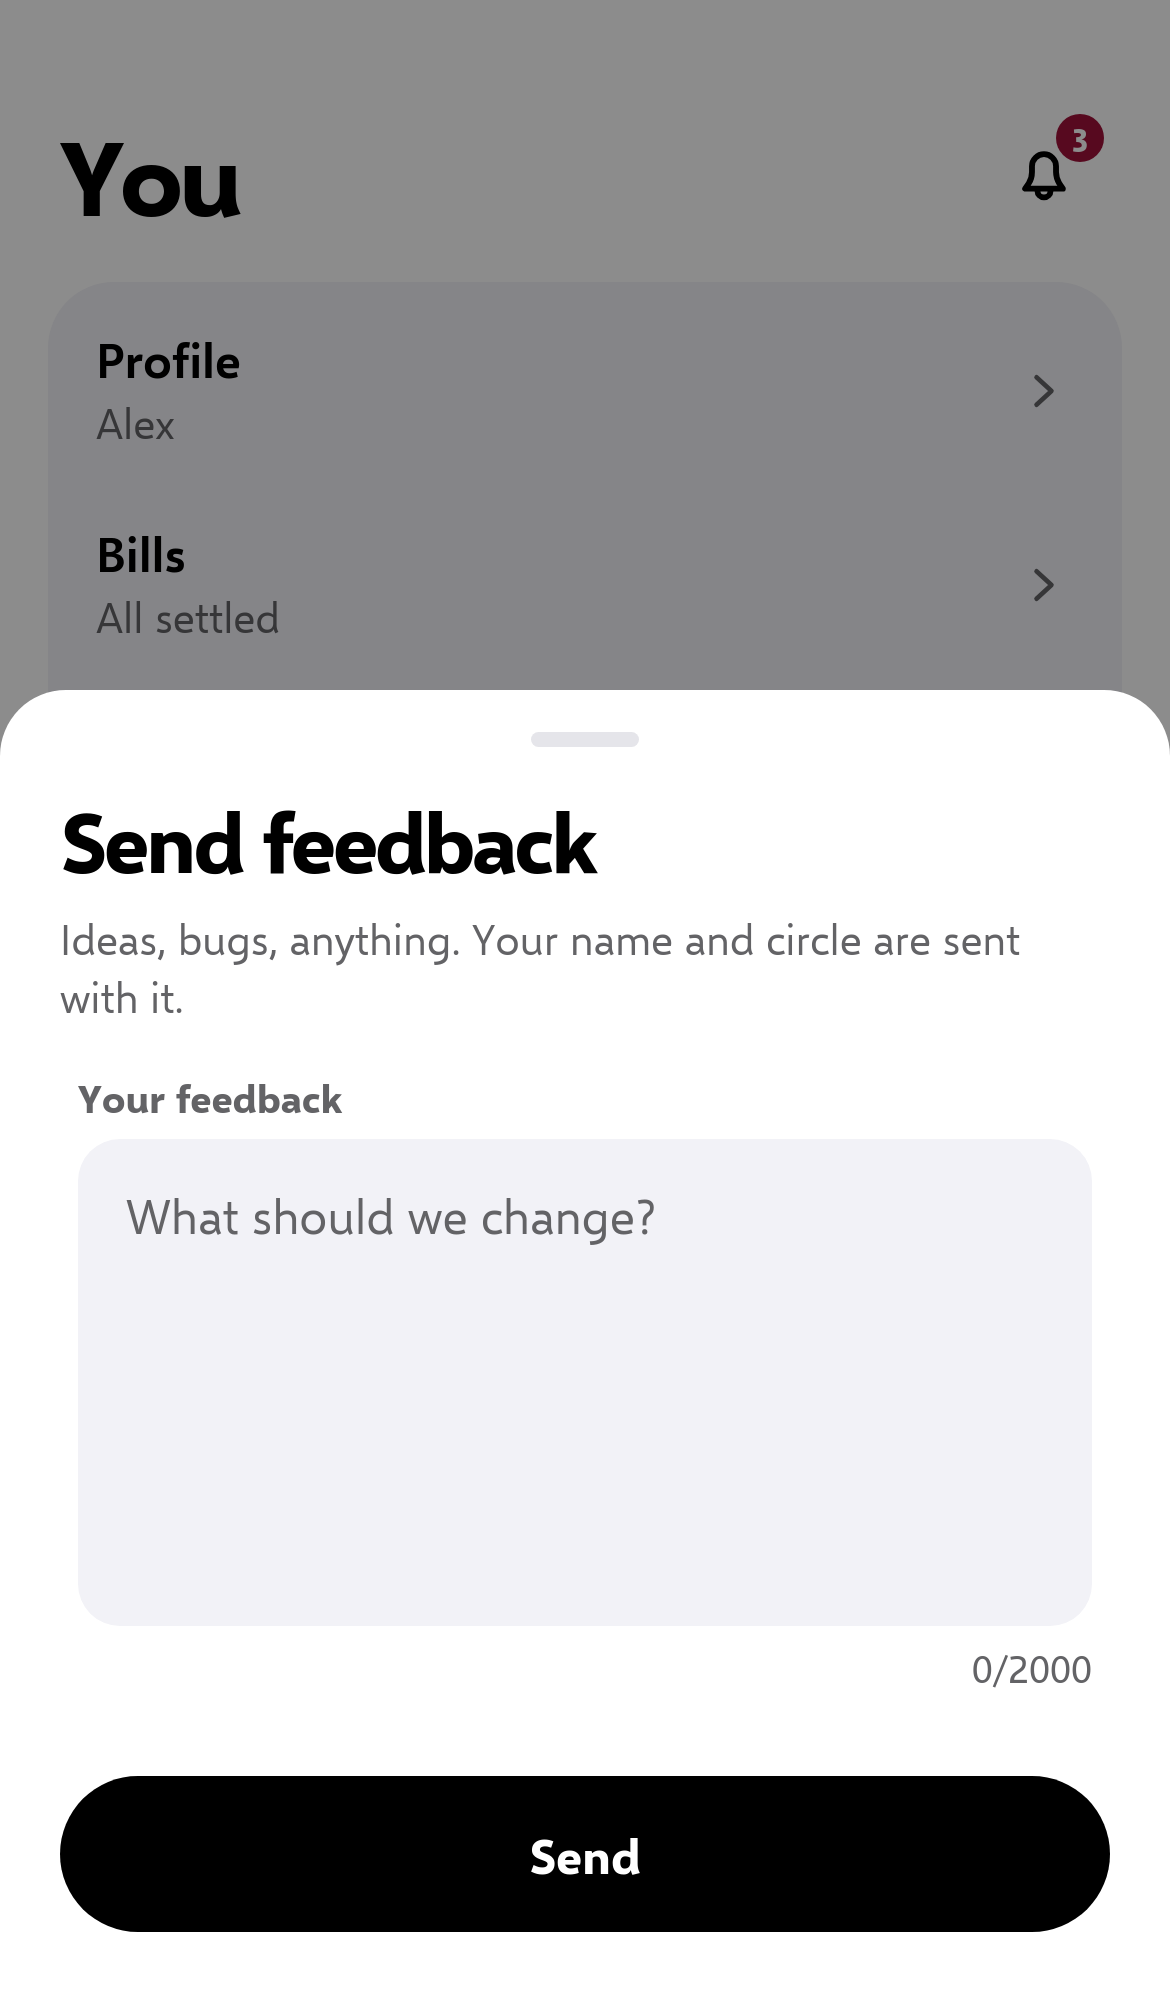 You
3
Profile
Alex
Bills
All settled
Send feedback
Ideas, bugs, anything. Your name and circle are sent
with it.
Your feedback
What should we change?
0/2000
Send